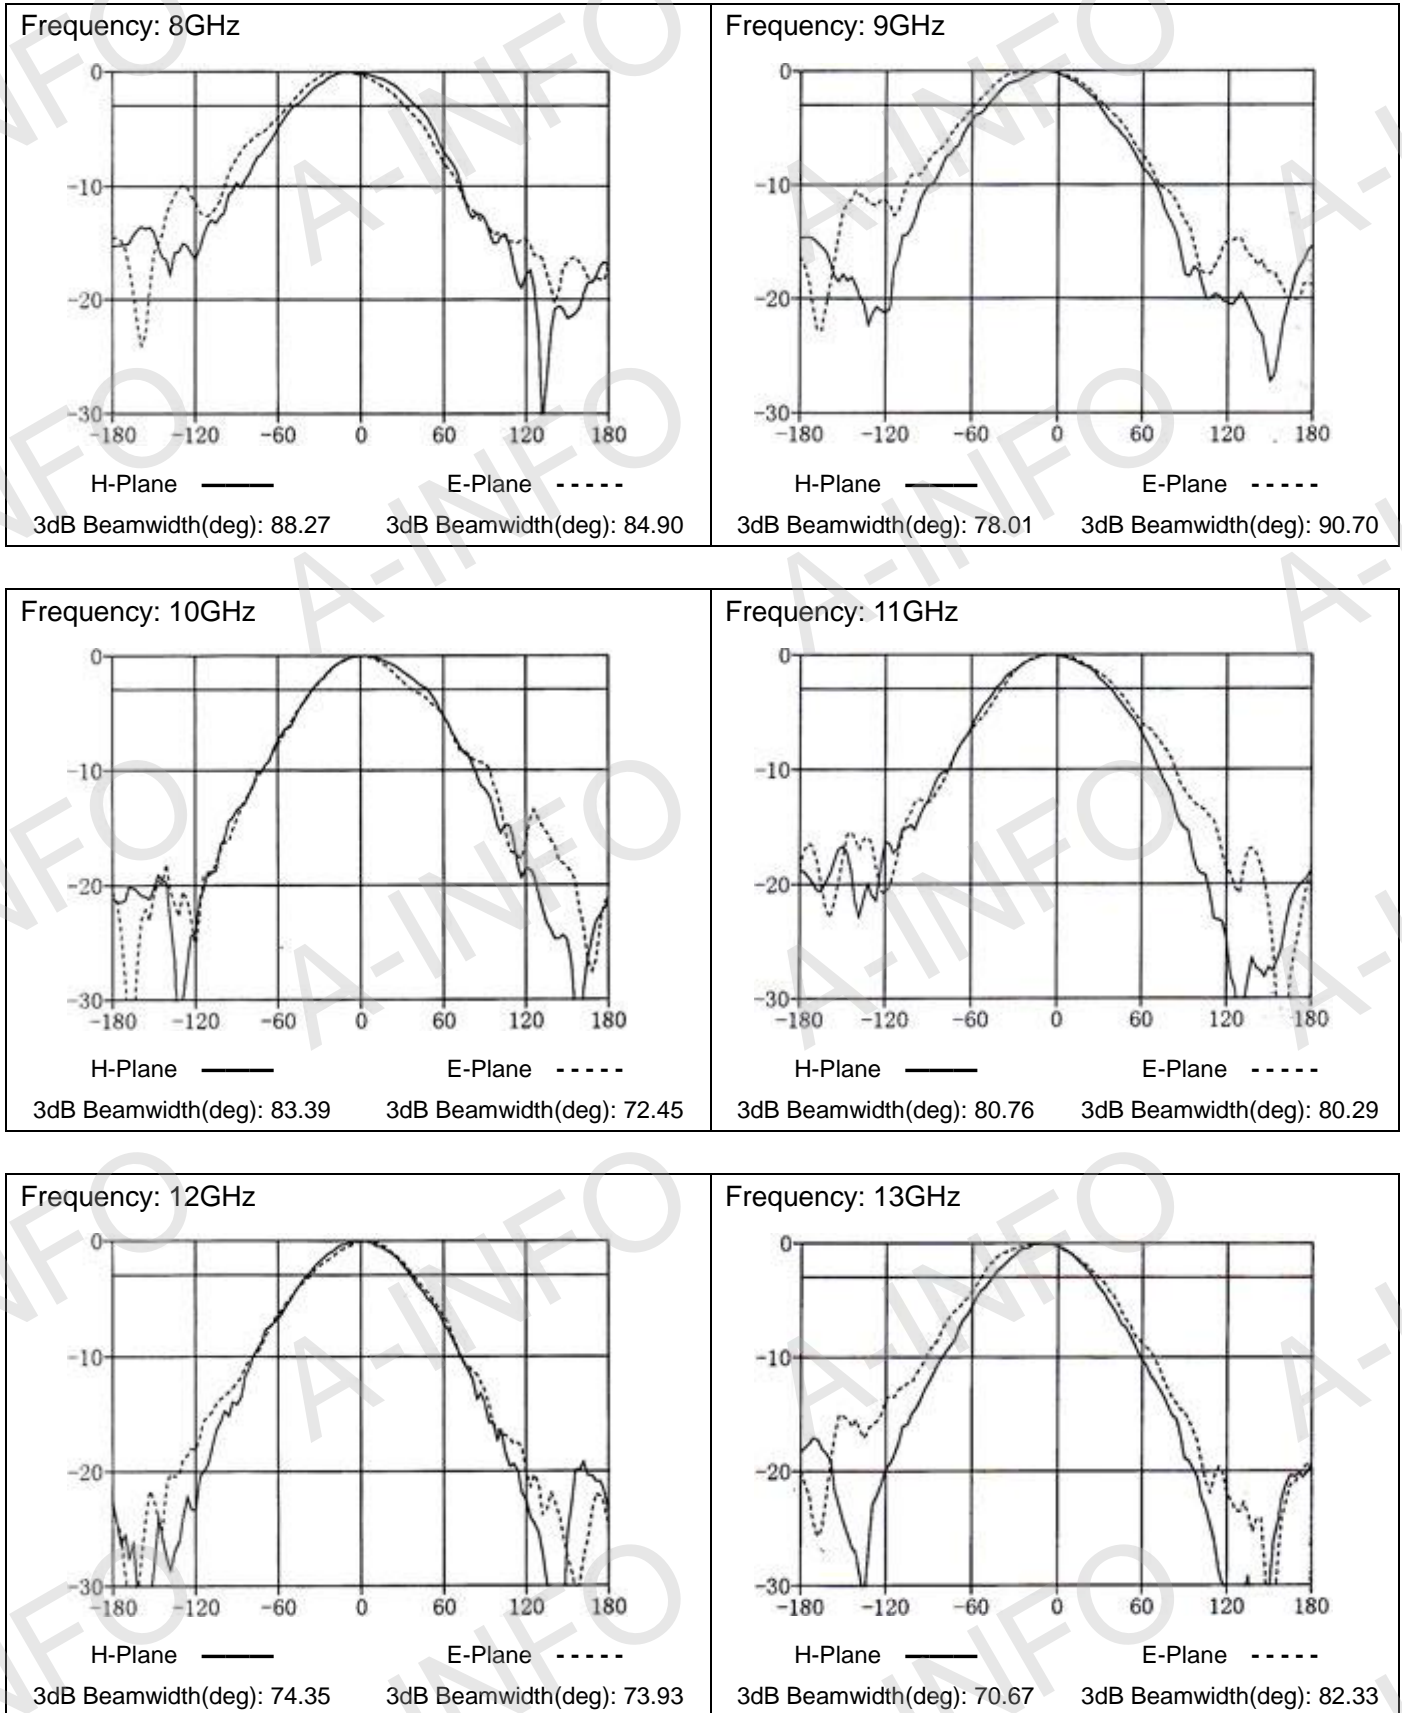 Frequency: 8GHz
0
−10
−20
−30
−180 −120 −60 0 60 120 180
H-Plane E-Plane
3dB Beamwidth(deg): 88.27 3dB Beamwidth(deg): 84.90
Frequency: 9GHz
0
−10
−20
−30
−180 −120 −60 0 60 120 180
H-Plane E-Plane
3dB Beamwidth(deg): 78.01 3dB Beamwidth(deg): 90.70
Frequency: 10GHz
0
−10
−20
−30
−180 −120 −60 0 60 120 180
H-Plane E-Plane
3dB Beamwidth(deg): 83.39 3dB Beamwidth(deg): 72.45
Frequency: 11GHz
0
−10
−20
−30
−180 −120 −60 0 60 120 180
H-Plane E-Plane
3dB Beamwidth(deg): 80.76 3dB Beamwidth(deg): 80.29
Frequency: 12GHz
0
−10
−20
−30
−180 −120 −60 0 60 120 180
H-Plane E-Plane
3dB Beamwidth(deg): 74.35 3dB Beamwidth(deg): 73.93
Frequency: 13GHz
0
−10
−20
−30
−180 −120 −60 0 60 120 180
H-Plane E-Plane
3dB Beamwidth(deg): 70.67 3dB Beamwidth(deg): 82.33
A-INFO
A-INFO
A-INFO
A-INFO
A-INFO
A-INFO